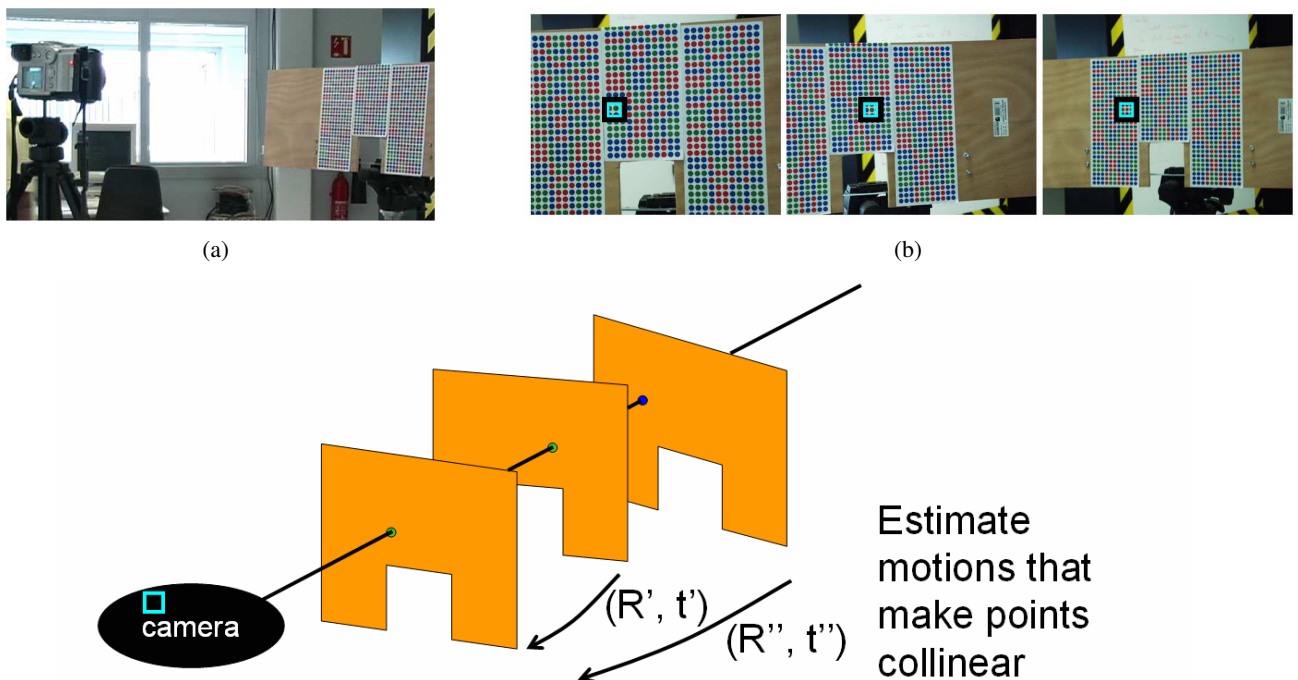 (a)
(b)
camera
(R', t')
(R'', t'')
Estimate
motions that
make points
collinear